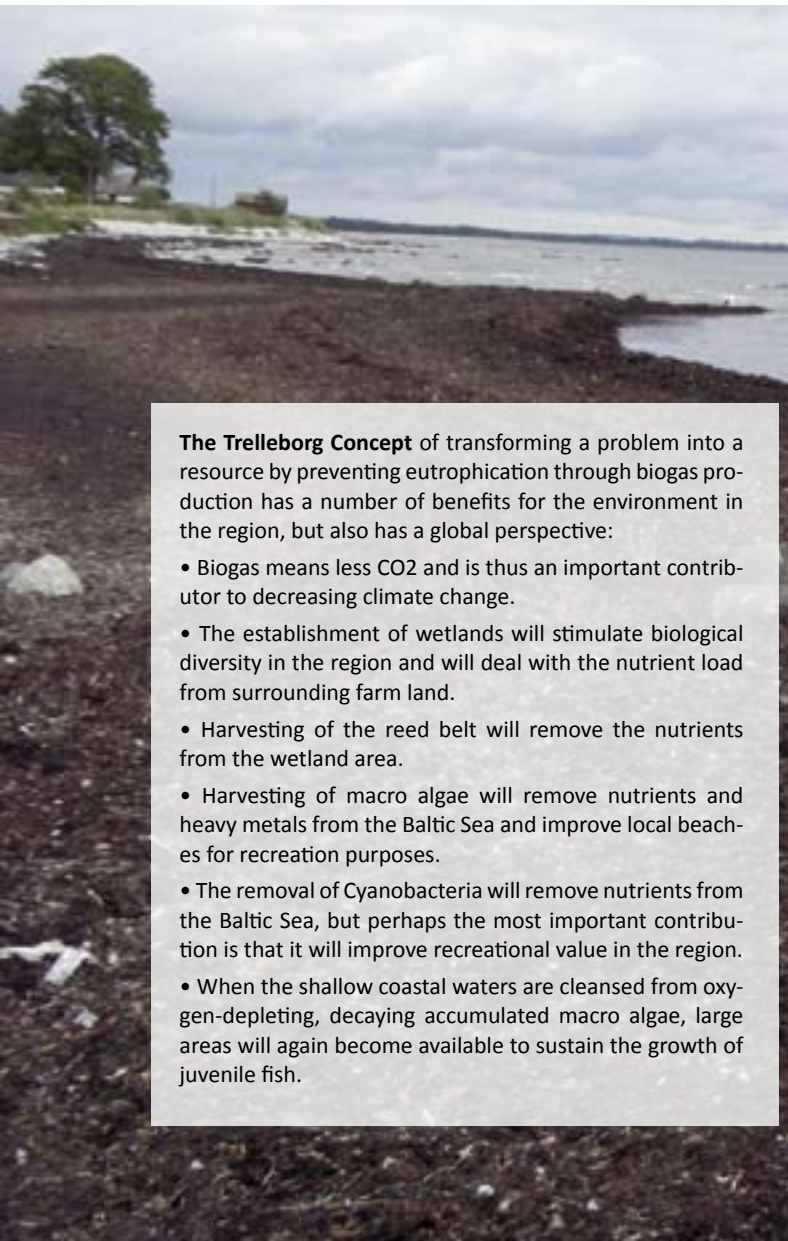 The Trelleborg Concept of transforming a problem into a
resource by preventing eutrophication through biogas pro-
duction has a number of benefits for the environment in
the region, but also has a global perspective:
• Biogas means less CO2 and is thus an important contrib-
utor to decreasing climate change.
• The establishment of wetlands will stimulate biological
diversity in the region and will deal with the nutrient load
from surrounding farm land.
• Harvesting of the reed belt will remove the nutrients
from the wetland area.
• Harvesting of macro algae will remove nutrients and
heavy metals from the Baltic Sea and improve local beach-
es for recreation purposes.
• The removal of Cyanobacteria will remove nutrients from
the Baltic Sea, but perhaps the most important contribu-
tion is that it will improve recreational value in the region.
• When the shallow coastal waters are cleansed from oxy-
gen-depleting, decaying accumulated macro algae, large
areas will again become available to sustain the growth of
juvenile fish.